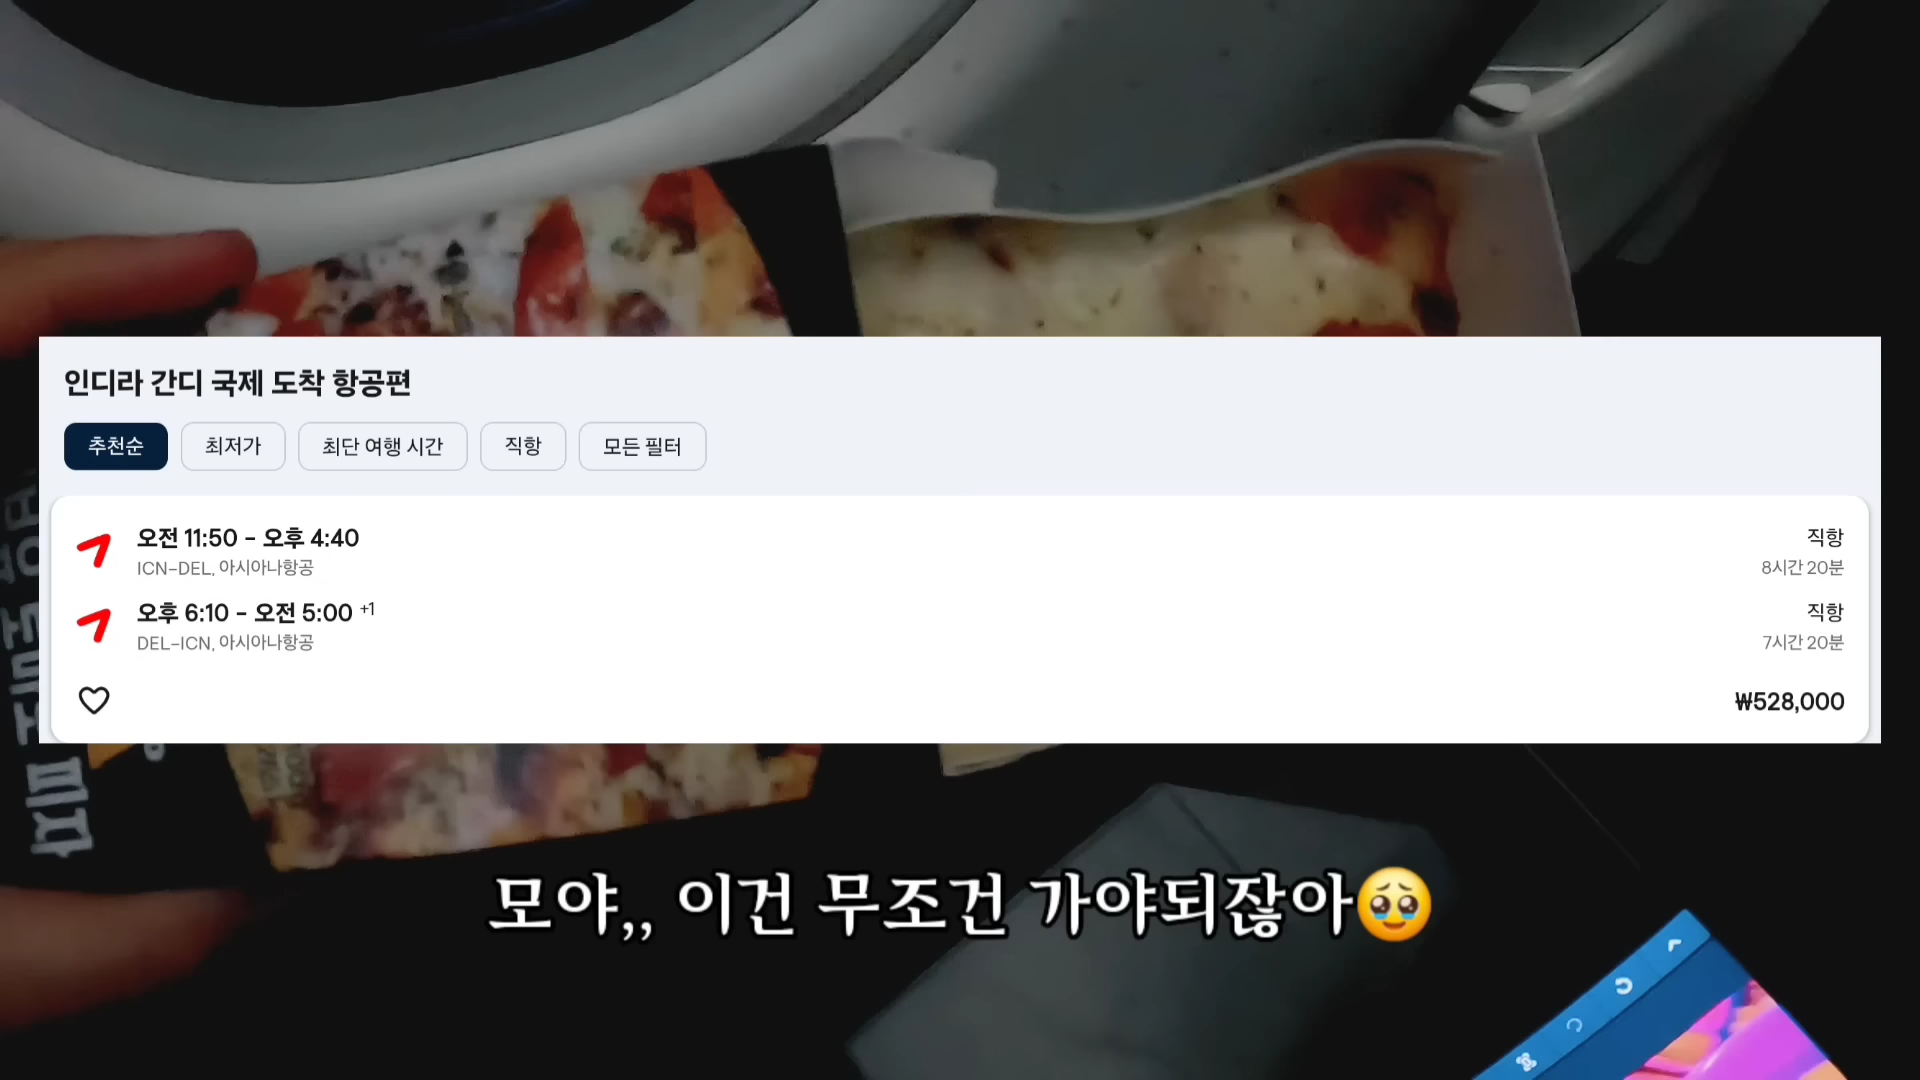 인디라 간디 국제 도착 항공편
추천순 최저가 최단 여행 시간 직항 모든 필터
오전 11:50 - 오후 4:40 직항
ICN-DEL, 아시아나항공 8시간 20분
오후 6:10 - 오전 5:00 +1 직항
DEL-ICN, 아시아나항공 7시간 20분
₩528,000
모야,, 이건 무조건 가야되잖아🥹
피자